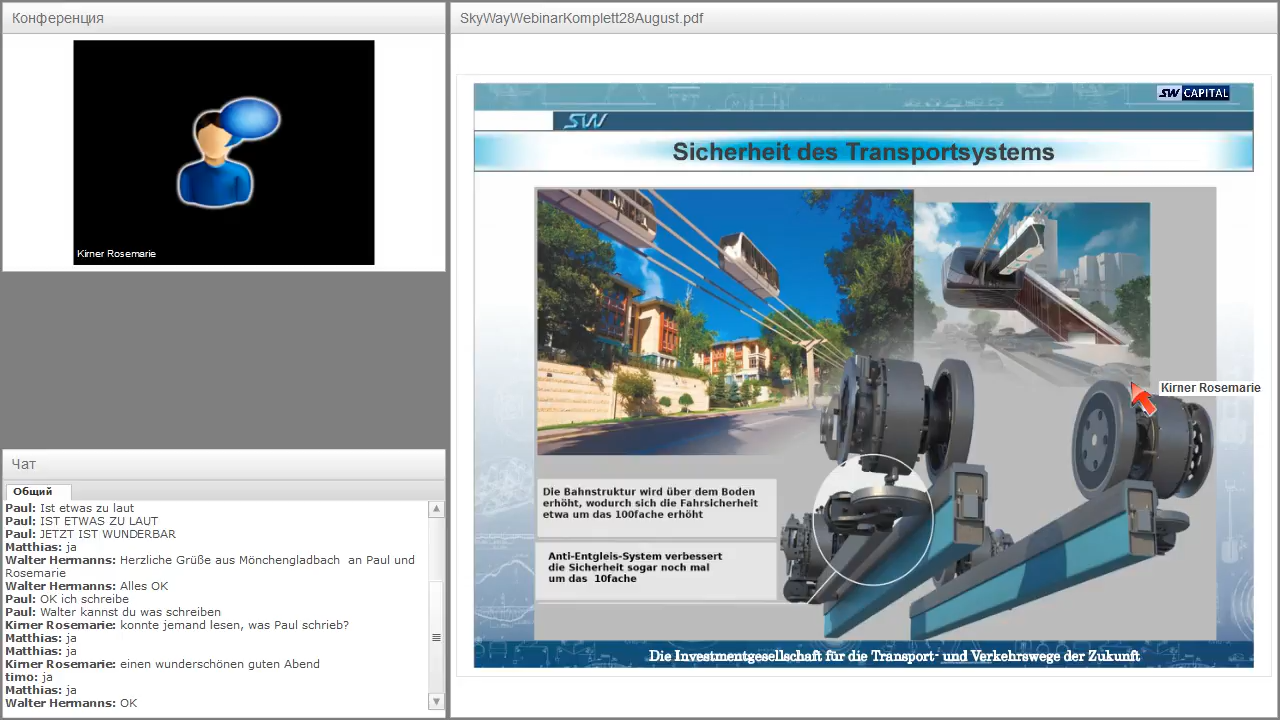 Конференция
Kirner Rosemarie
Чат
Общий
Paul: Ist etwas zu laut
Paul: IST ETWAS ZU LAUT
Paul: JETZT IST WUNDERBAR
Matthias: ja
Walter Hermanns: Herzliche Grüße aus Mönchengladbach an Paul und
Rosemarie
Walter Hermanns: Alles OK
Paul: OK ich schreibe
Paul: Walter kannst du was schreiben
Kirner Rosemarie: konnte jemand lesen, was Paul schrieb?
Matthias: ja
Matthias: ja
Kirner Rosemarie: einen wunderschönen guten Abend
timo: ja
Matthias: ja
Walter Hermanns: OK
SkyWayWebinarKomplett28August.pdf
SW CAPITAL
SW
Sicherheit des Transportsystems
Kirner Rosemarie
Die Bahnstruktur wird über dem Boden
erhöht, wodurch sich die Fahrsicherheit
etwa um das 100fache erhöht
Anti-Entgleis-System verbessert
die Sicherheit sogar noch mal
um das 10fache
Die Investmentgesellschaft für die Transport- und Verkehrswege der Zukunft